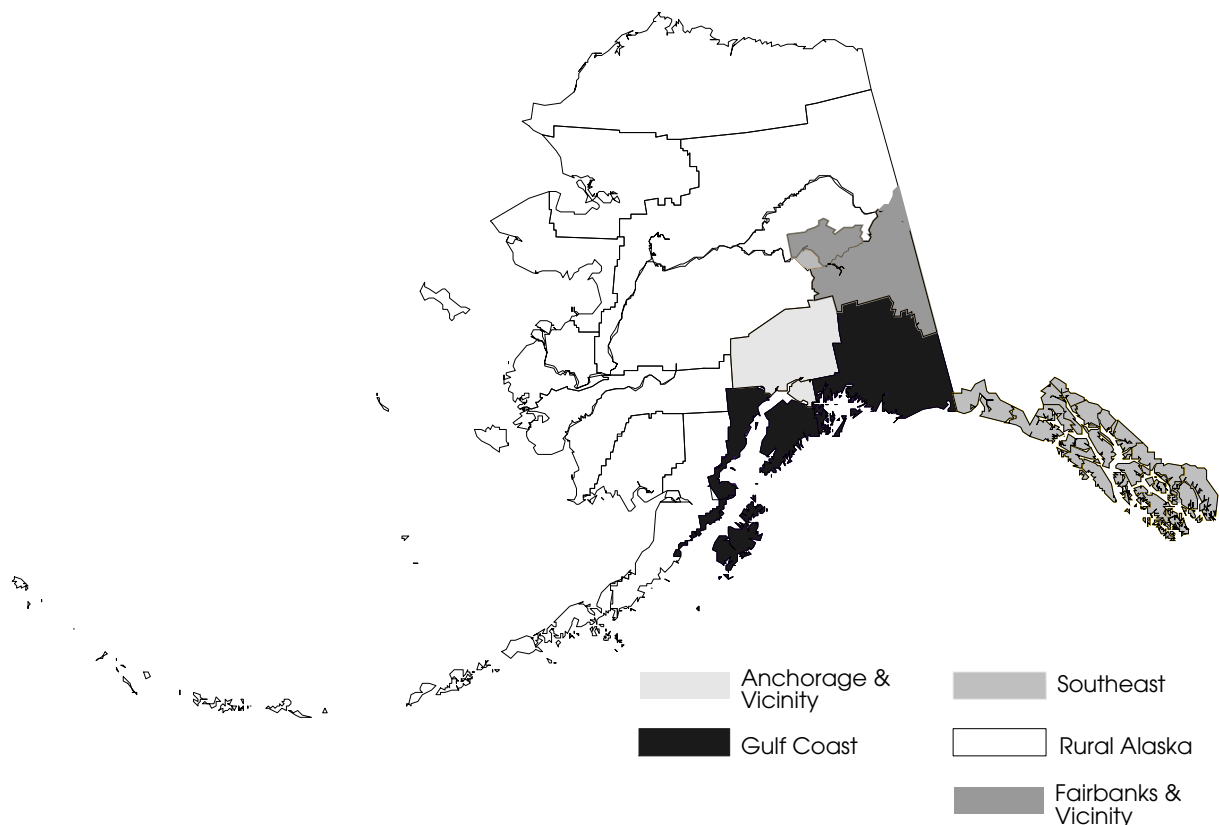 Anchorage &
Vicinity
Gulf Coast
Southeast
Rural Alaska
Fairbanks &
Vicinity